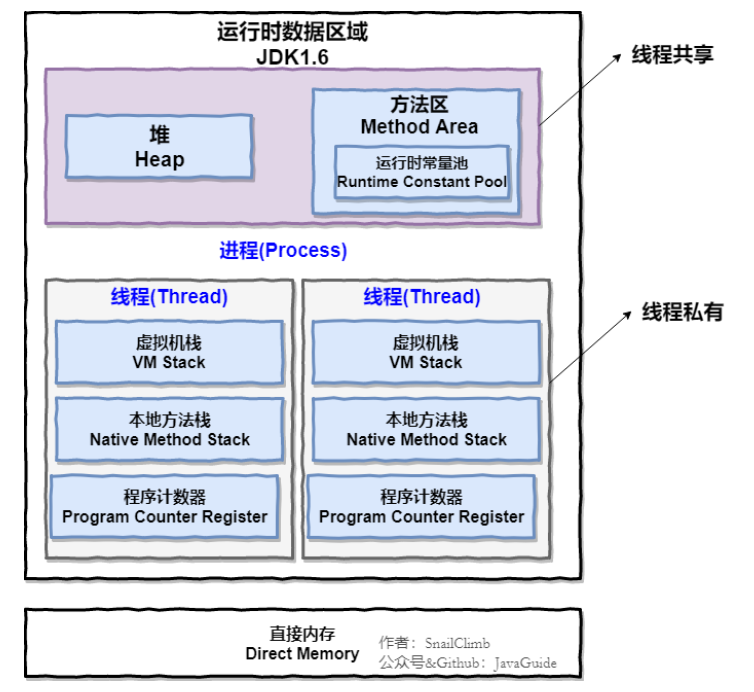 运行时数据区域
JDK1.6
线程共享
堆
Heap
方法区
Method Area
运行时常量池
Runtime Constant Pool
进程(Process)
线程(Thread)
虚拟机栈
VM Stack
本地方法栈
Native Method Stack
程序计数器
Program Counter Register
线程(Thread)
虚拟机栈
VM Stack
本地方法栈
Native Method Stack
程序计数器
Program Counter Register
线程私有
直接内存
Direct Memory
作者：SnailClimb
公众号&Github：JavaGuide